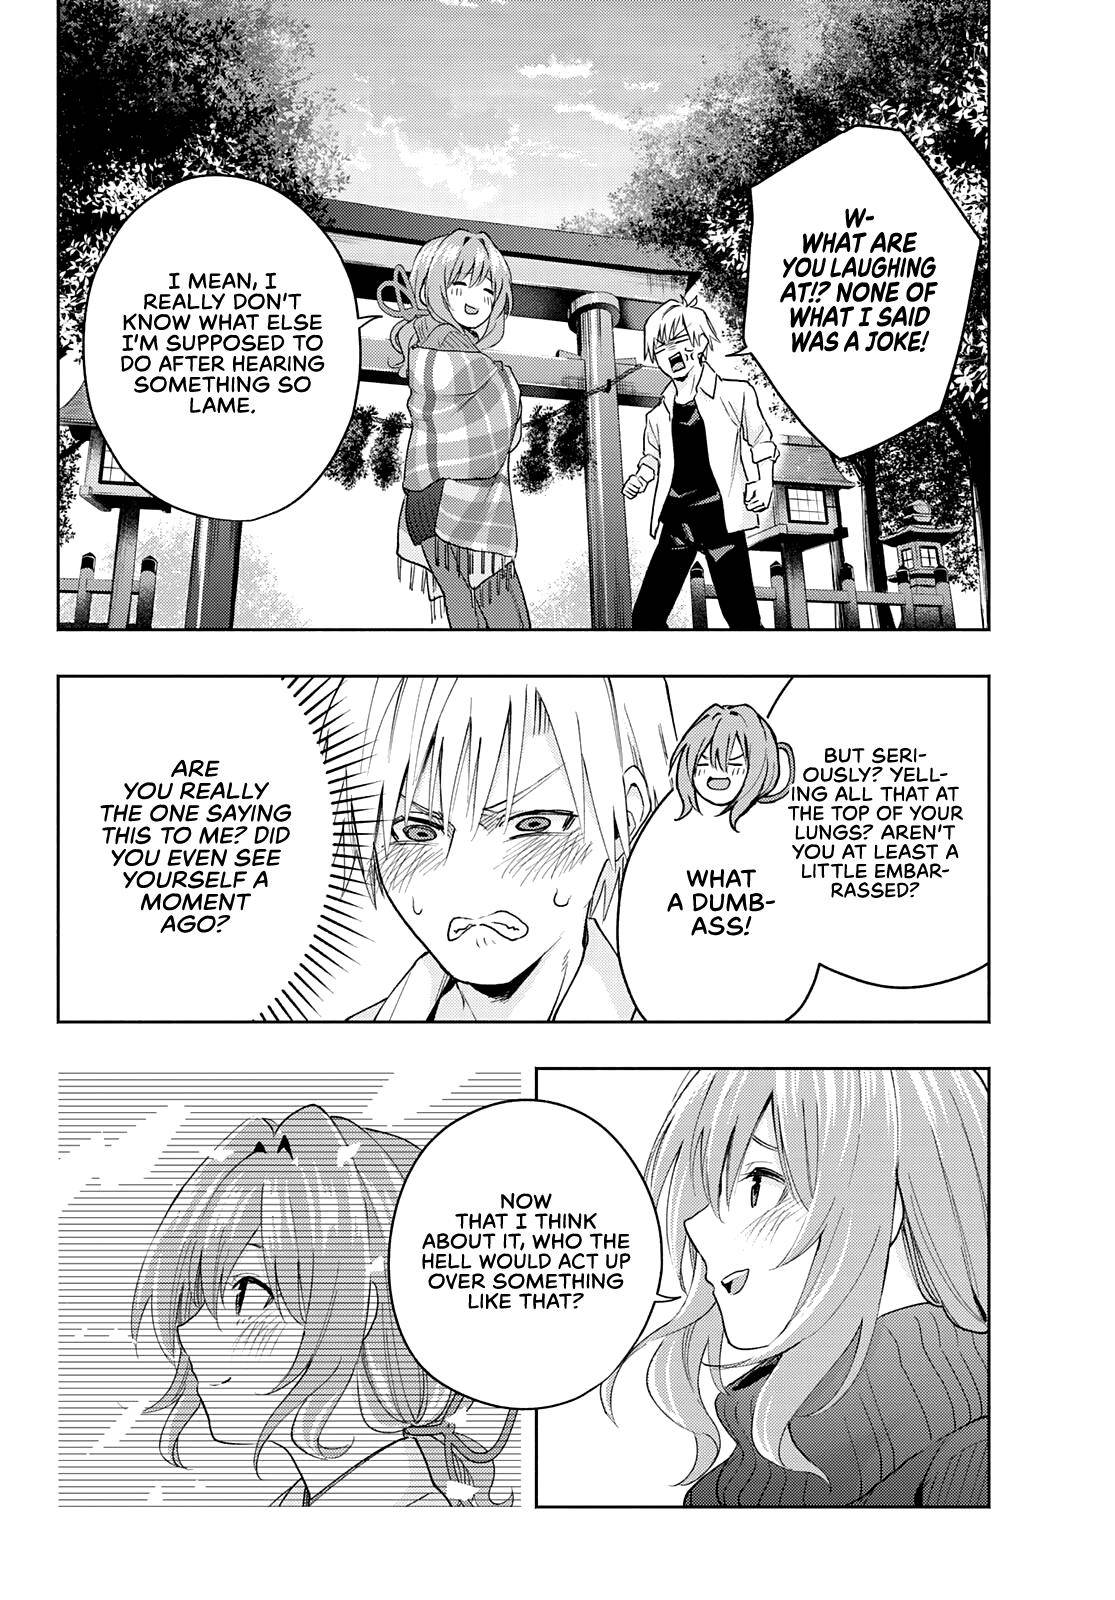 W-
WHAT ARE
YOU LAUGHING
AT!? NONE OF
WHAT I SAID
WAS A JOKE!
I MEAN, I
REALLY DON'T
KNOW WHAT ELSE
I'M SUPPOSED TO
DO AFTER HEARING
SOMETHING SO
LAME.
BUT SERI-
OUSLY? YELL-
ING ALL THAT AT
THE TOP OF YOUR
LUNGS? AREN'T
YOU AT LEAST A
LITTLE EMBAR-
RASSED?
WHAT
A DUMB-
ASS!
ARE
YOU REALLY
THE ONE SAYING
THIS TO ME? DID
YOU EVEN SEE
YOURSELF A
MOMENT
AGO?
NOW
THAT I THINK
ABOUT IT, WHO THE
HELL WOULD ACT UP
OVER SOMETHING
LIKE THAT?